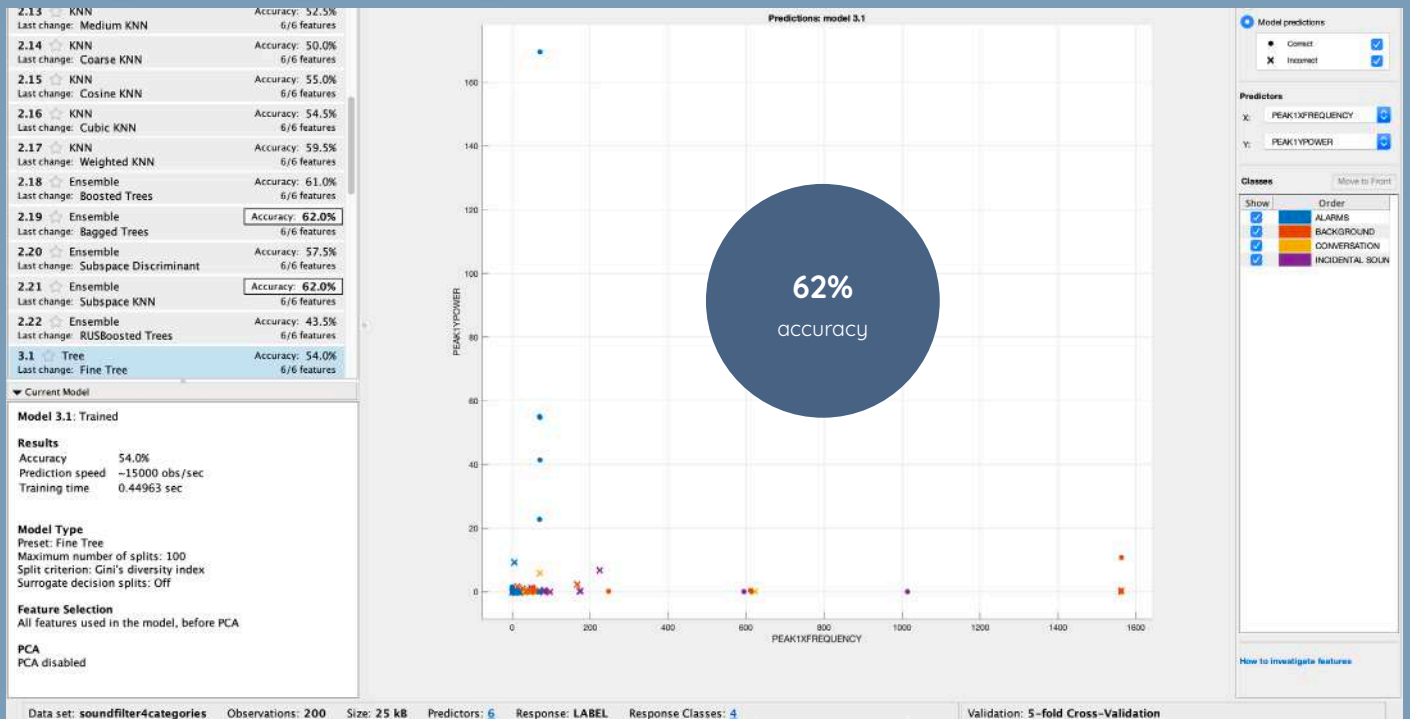 2.13 KNN Accuracy: 52.5%
Last change: Medium KNN 6/6 features
2.14 KNN Accuracy: 50.0%
Last change: Coarse KNN 6/6 features
2.15 KNN Accuracy: 55.0%
Last change: Cosine KNN 6/6 features
2.16 KNN Accuracy: 54.5%
Last change: Cubic KNN 6/6 features
2.17 KNN Accuracy: 59.5%
Last change: Weighted KNN 6/6 features
2.18 Ensemble Accuracy: 61.0%
Last change: Boosted Trees 6/6 features
2.19 Ensemble Accuracy: 62.0%
Last change: Bagged Trees 6/6 features
2.20 Ensemble Accuracy: 57.5%
Last change: Subspace Discriminant 6/6 features
2.21 Ensemble Accuracy: 62.0%
Last change: Subspace KNN 6/6 features
2.22 Ensemble Accuracy: 43.5%
Last change: RUSBoosted Trees 6/6 features
3.1 Tree Accuracy: 54.0%
Last change: Fine Tree 6/6 features
Current Model
Model 3.1: Trained
Results
Accuracy 54.0%
Prediction speed ~15000 obs/sec
Training time 0.44963 sec
Model Type
Preset: Fine Tree
Maximum number of splits: 100
Split criterion: Gini's diversity index
Surrogate decision splits: Off
Feature Selection
All features used in the model, before PCA
PCA
PCA disabled
Predictions: model 3.1
160
140
120
100
80
60
40
20
0
PEAK1YPOWER
0 200 400 600 800 1000 1200 1400 1600
PEAK1XFREQUENCY
62%
accuracy
Model predictions
Correct
Incorrect
Predictors
X: PEAK1XFREQUENCY
Y: PEAK1YPOWER
Classes Move to Front
Show Order
ALARMS
BACKGROUND
CONVERSATION
INCIDENTAL SOUN
How to investigate features
Data set: soundfilter4categories Observations: 200 Size: 25 kB Predictors: 6 Response: LABEL Response Classes: 4 Validation: 5-fold Cross-Validation